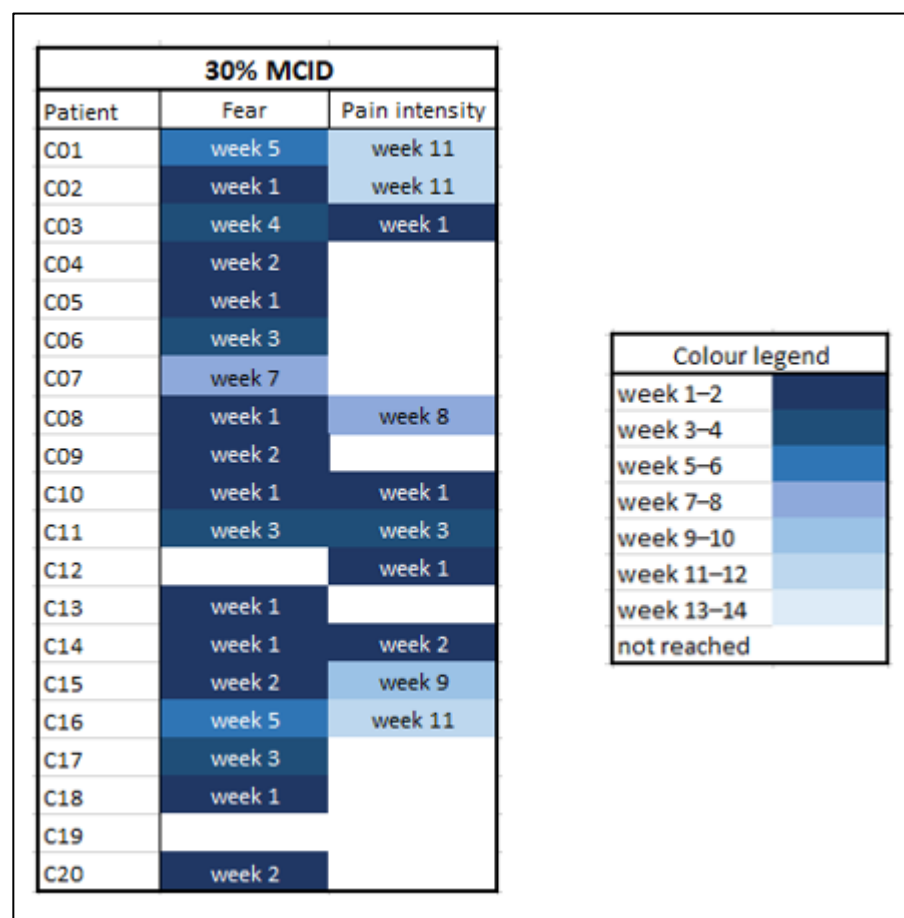 30% MCID
Patient Fear Pain intensity
C01 week 5 week 11
C02 week 1 week 11
C03 week 4 week 1
C04 week 2
C05 week 1
C06 week 3
C07 week 7
C08 week 1 week 8
C09 week 2
C10 week 1 week 1
C11 week 3 week 3
C12 week 1
C13 week 1
C14 week 1 week 2
C15 week 2 week 9
C16 week 5 week 11
C17 week 3
C18 week 1
C19
C20 week 2
Colour legend
week 1–2
week 3–4
week 5–6
week 7–8
week 9–10
week 11–12
week 13–14
not reached